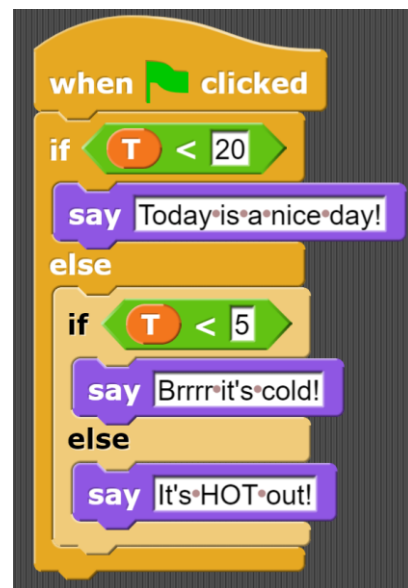 when clicked
if T < 20
say Today is a nice day!
else
if T < 5
say Brrrr it's cold!
else
say It's HOT out!